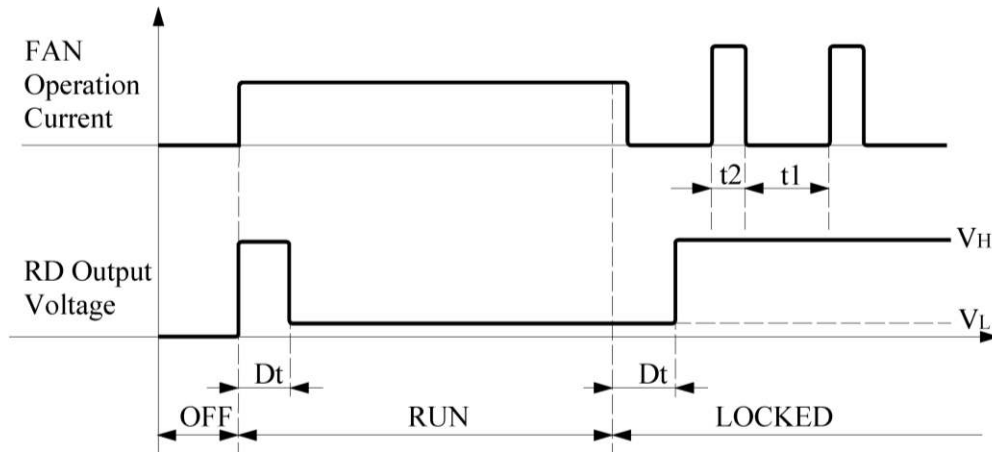 FAN
Operation
Current
t2
t1
VH
RD Output
Voltage
VL
Dt
Dt
OFF
RUN
LOCKED